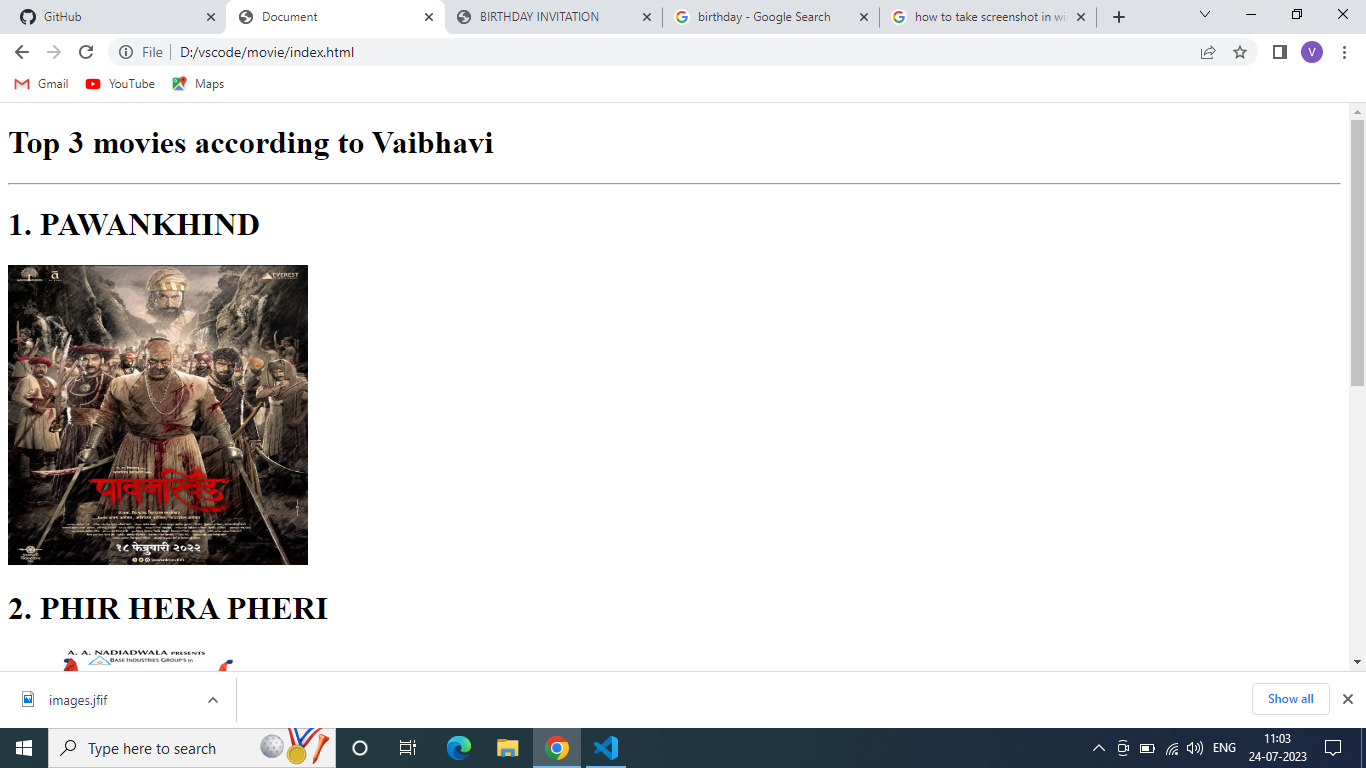 GitHub
Document
BIRTHDAY INVITATION
birthday - Google Search
how to take screenshot in wi
File
D:/vscode/movie/index.html
V
Gmail
YouTube
Maps
Top 3 movies according to Vaibhavi
1. PAWANKHIND
EVEREST
पावनखिंड
१८ फेब्रुवारी २०२२
2. PHIR HERA PHERI
A. A. NADIADWALA PRESENTS
BASE INDUSTRIES GROUP'S in
images.jfif
Show all
Type here to search
ENG
11:03
24-07-2023